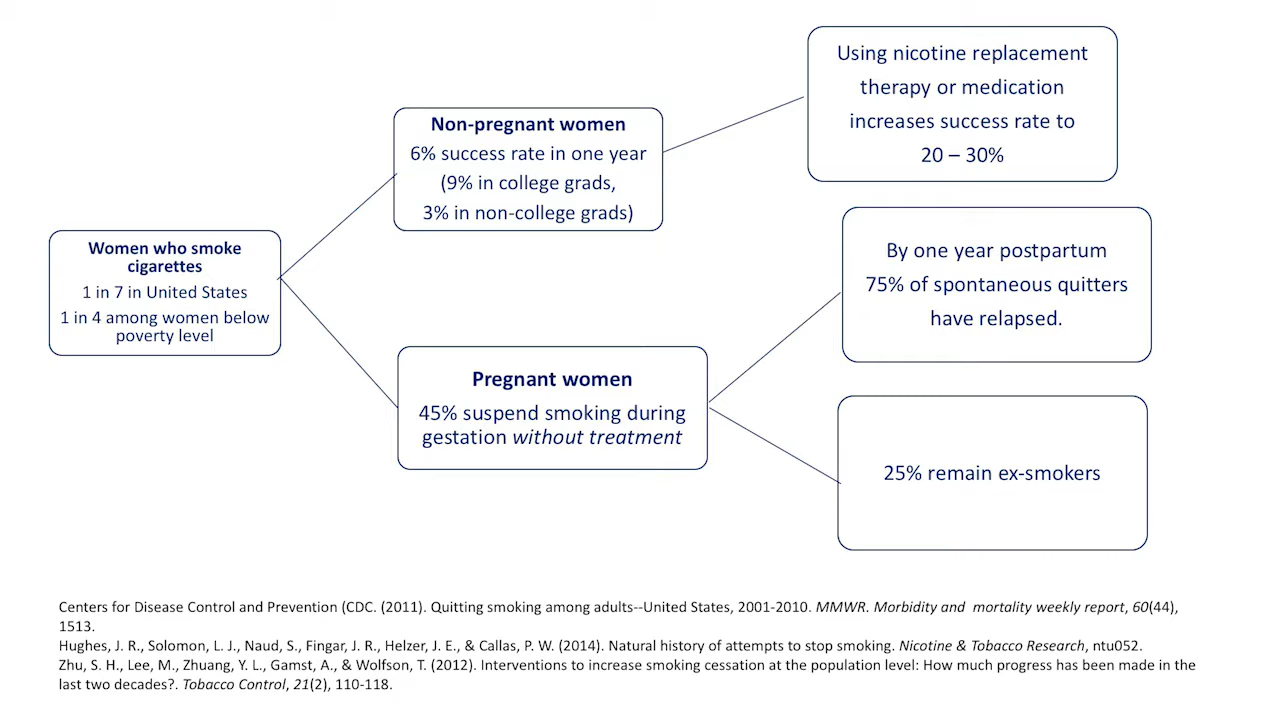 Women who smoke
cigarettes
1 in 7 in United States
1 in 4 among women below
poverty level
Non-pregnant women
6% success rate in one year
(9% in college grads,
3% in non-college grads)
Using nicotine replacement
therapy or medication
increases success rate to
20 – 30%
Pregnant women
45% suspend smoking during
gestation without treatment
By one year postpartum
75% of spontaneous quitters
have relapsed.
25% remain ex-smokers
Centers for Disease Control and Prevention (CDC. (2011). Quitting smoking among adults--United States, 2001-2010. MMWR. Morbidity and mortality weekly report, 60(44),
1513.
Hughes, J. R., Solomon, L. J., Naud, S., Fingar, J. R., Helzer, J. E., & Callas, P. W. (2014). Natural history of attempts to stop smoking. Nicotine & Tobacco Research, ntu052.
Zhu, S. H., Lee, M., Zhuang, Y. L., Gamst, A., & Wolfson, T. (2012). Interventions to increase smoking cessation at the population level: How much progress has been made in the
last two decades?. Tobacco Control, 21(2), 110-118.